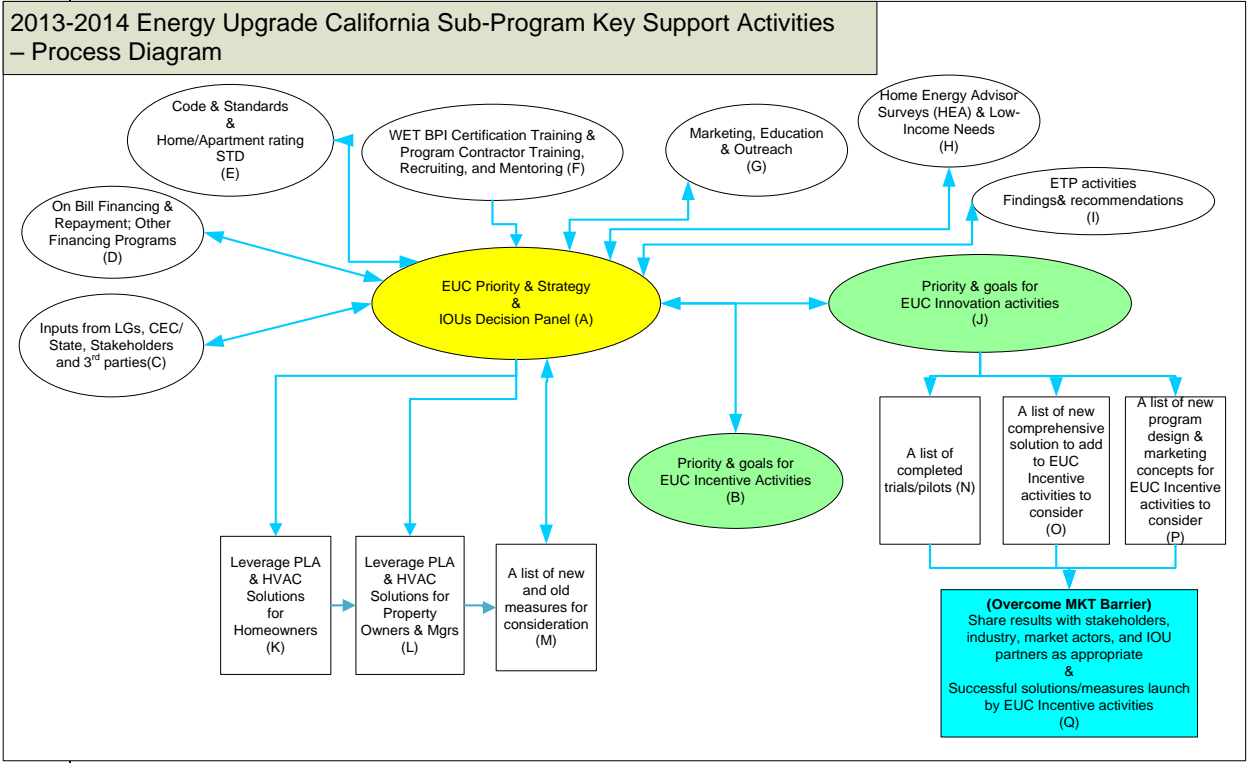 2013-2014 Energy Upgrade California Sub-Program Key Support Activities
– Process Diagram
Code & Standards
&
Home/Apartment rating
STD
(E)
WET BPI Certification Training &
Program Contractor Training,
Recruiting, and Mentoring (F)
Marketing, Education
& Outreach
(G)
Home Energy Advisor
Surveys (HEA) & Low-
Income Needs
(H)
ETP activities
Findings& recommendations
(I)
On Bill Financing &
Repayment; Other
Financing Programs
(D)
Inputs from LGs, CEC/
State, Stakeholders
and 3rd parties(C)
EUC Priority & Strategy
&
IOUs Decision Panel (A)
Priority & goals for
EUC Innovation activities
(J)
Priority & goals for
EUC Incentive Activities
(B)
Leverage PLA
& HVAC
Solutions
for
Homeowners
(K)
Leverage PLA
& HVAC
Solutions for
Property
Owners & Mgrs
(L)
A list of new
and old
measures for
consideration
(M)
A list of
completed
trials/pilots (N)
A list of new
comprehensive
solution to add
to EUC
Incentive
activities to
consider
(O)
A list of new
program
design &
marketing
concepts for
EUC Incentive
activities to
consider
(P)
(Overcome MKT Barrier)
Share results with stakeholders,
industry, market actors, and IOU
partners as appropriate
&
Successful solutions/measures launch
by EUC Incentive activities
(Q)